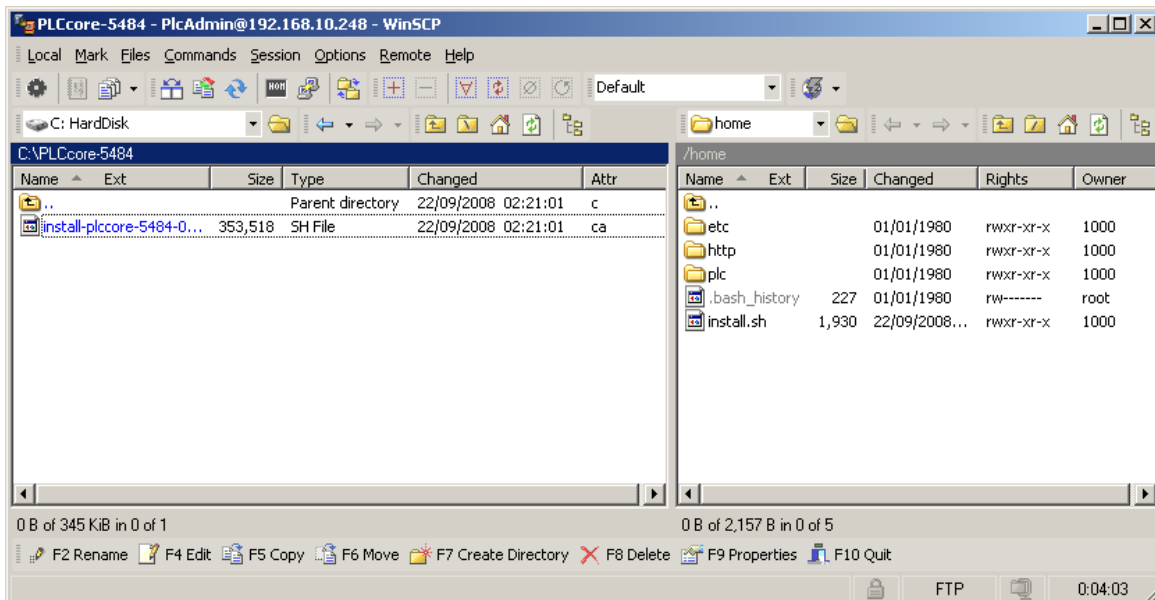 PLCcore-5484 - PlcAdmin@192.168.10.248 - WinSCP
Local Mark Files Commands Session Options Remote Help
Default
C: HardDisk home
C:\PLCcore-5484 /home
Name Ext Size Type Changed Attr Name Ext Size Changed Rights Owner
.. Parent directory 22/09/2008 02:21:01 c ..
install-plccore-5484-0... 353,518 SH File 22/09/2008 02:21:01 ca etc 01/01/1980 rwxr-xr-x 1000
http 01/01/1980 rwxr-xr-x 1000
plc 01/01/1980 rwxr-xr-x 1000
.bash_history 227 01/01/1980 rw------- root
install.sh 1,930 22/09/2008... rwxr-xr-x 1000
0 B of 345 KiB in 0 of 1 0 B of 2,157 B in 0 of 5
F2 Rename F4 Edit F5 Copy F6 Move F7 Create Directory F8 Delete F9 Properties F10 Quit
FTP 0:04:03